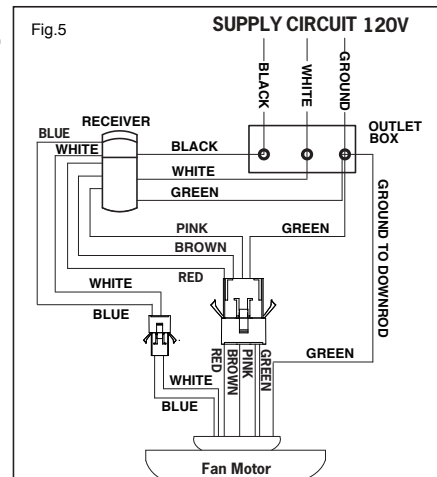 Fig.5
SUPPLY CIRCUIT 120V
BLACK
WHITE
GROUND
RECEIVER
OUTLET
BOX
BLUE
WHITE
BLACK
WHITE
GREEN
GROUND TO DOWNROD
PINK
GREEN
BROWN
RED
WHITE
BLUE
RED
BROWN
PINK
GREEN
GREEN
WHITE
BLUE
Fan Motor